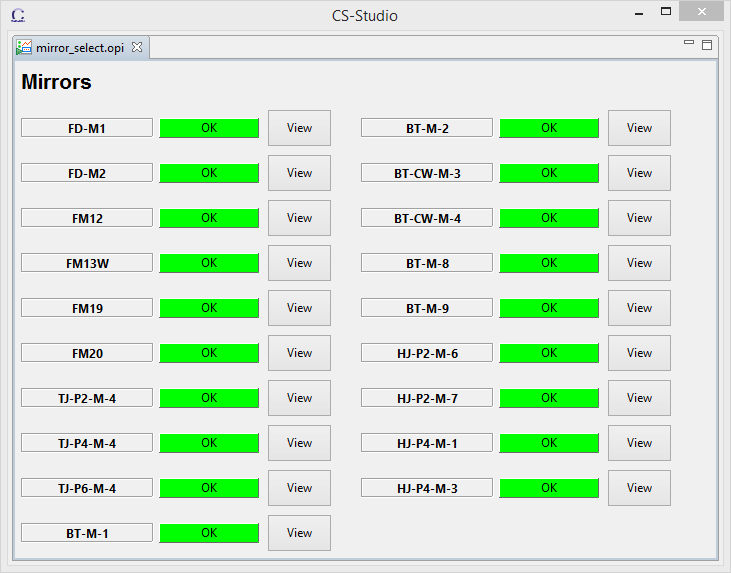 CS-Studio
mirror_select.opi
Mirrors
FD-M1 OK View BT-M-2 OK View
FD-M2 OK View BT-CW-M-3 OK View
FM12 OK View BT-CW-M-4 OK View
FM13W OK View BT-M-8 OK View
FM19 OK View BT-M-9 OK View
FM20 OK View HJ-P2-M-6 OK View
TJ-P2-M-4 OK View HJ-P2-M-7 OK View
TJ-P4-M-4 OK View HJ-P4-M-1 OK View
TJ-P6-M-4 OK View HJ-P4-M-3 OK View
BT-M-1 OK View